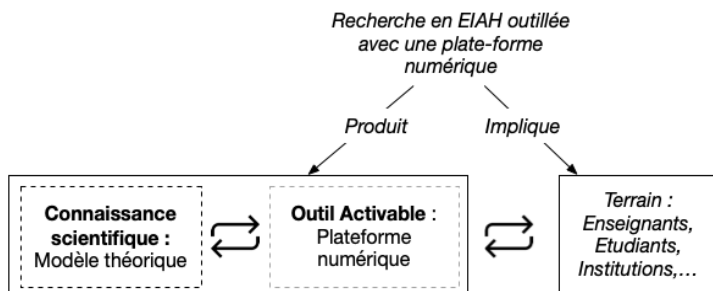 Recherche en EIAH outillée
avec une plate-forme
numérique
Produit
Implique
Connaissance
scientifique :
Modèle théorique
Outil Activable :
Plateforme
numérique
Terrain :
Enseignants,
Etudiants,
Institutions,...